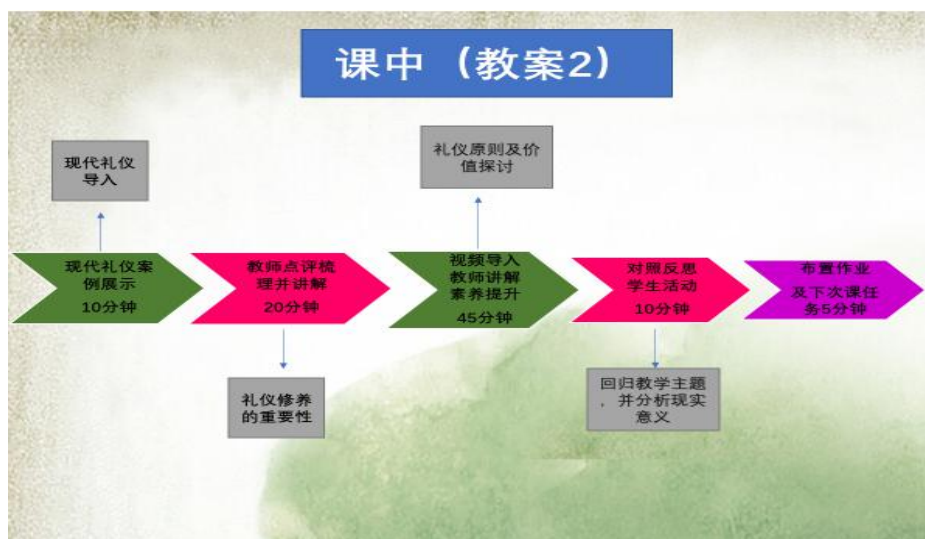 课中（教案2）
现代礼仪
导入
礼仪原则及价
值探讨
现代礼仪案
例展示
10分钟
教师点评梳
理并讲解
20分钟
视频导入
教师讲解
素养提升
45分钟
对照反思
学生活动
10分钟
布置作业
及下次课任
务5分钟
礼仪修养
的重要性
回归教学主题
，并分析现实
意义